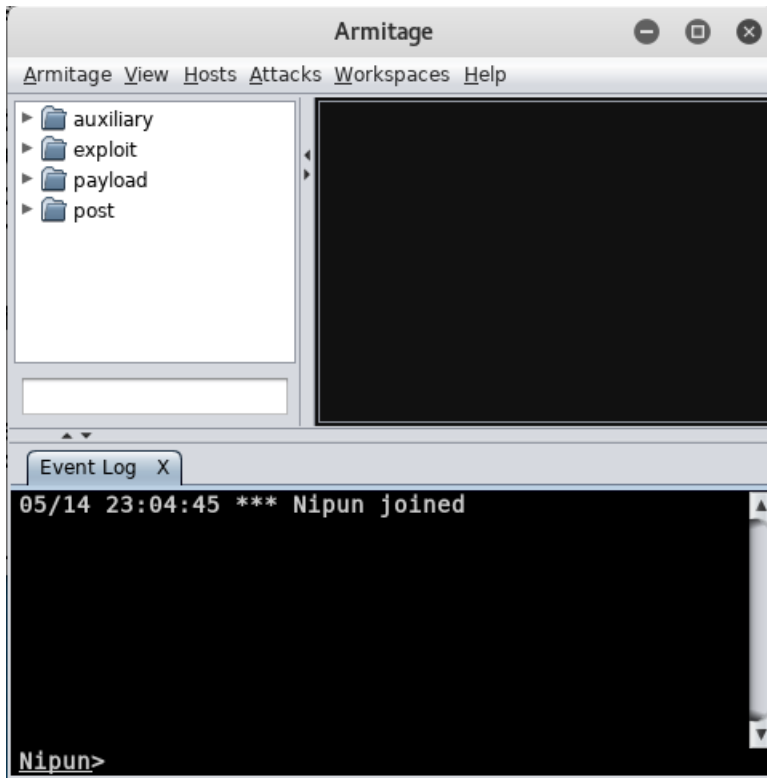 Armitage
Armitage View Hosts Attacks Workspaces Help
auxiliary
exploit
payload
post
Event Log X
05/14 23:04:45 *** Nipun joined
Nipun>